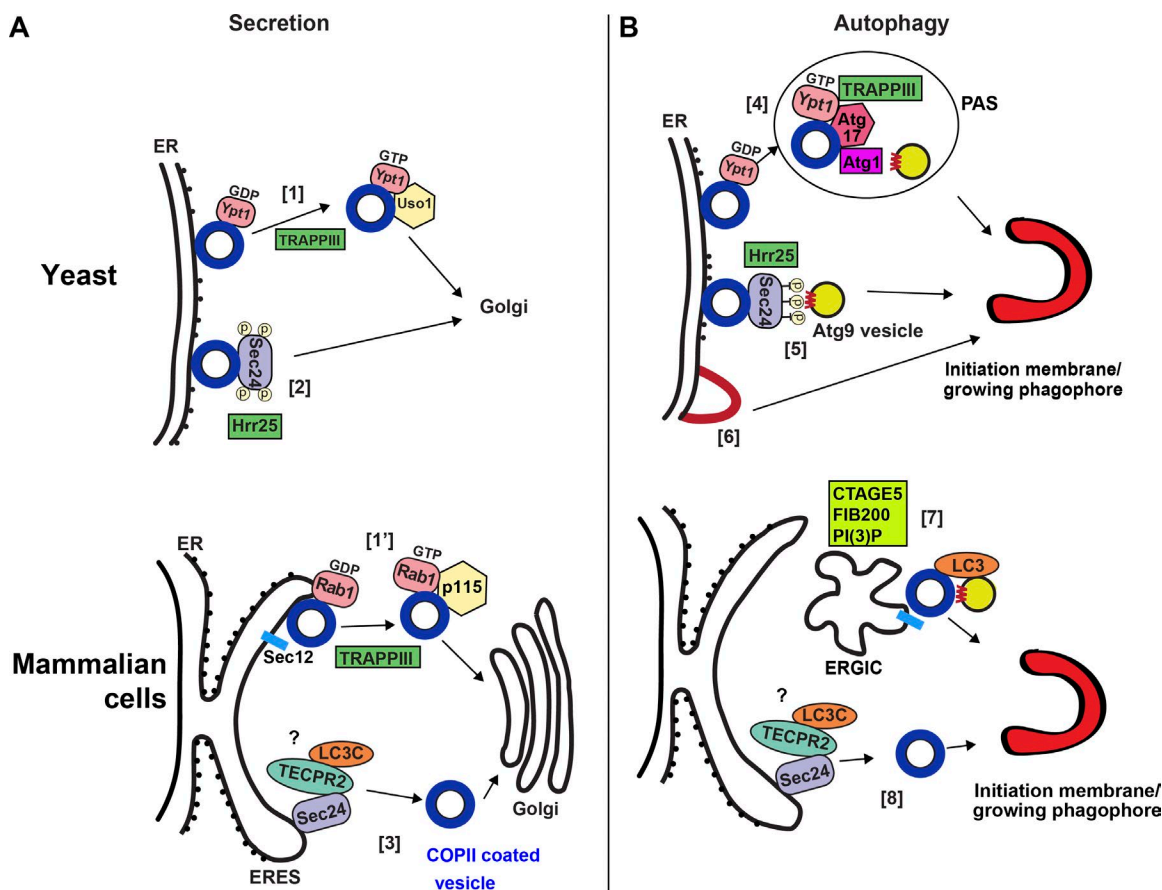 A
Secretion
ER
GDP
Ypt1
[1]
TRAPPIII
GTP
Ypt1
Uso1
Yeast
Golgi
P P
Sec24
P P
[2]
Hrr25
ER
[1']
GDP
Rab1
GTP
Rab1
p115
Sec12
TRAPPIII
Mammalian
cells
?
LC3C
TECPR2
Sec24
[3]
Golgi
ERES
COPII coated
vesicle
B
Autophagy
[4]
GTP
Ypt1
TRAPPIII
Atg
17
Atg1
PAS
ER
GDP
Ypt1
Hrr25
Sec24
P
P
P
Atg9 vesicle
[5]
[6]
Initiation membrane/
growing phagophore
CTAGE5
FIB200
PI(3)P
[7]
LC3
ERGIC
?
LC3C
TECPR2
Sec24
[8]
Initiation membrane/
growing phagophore